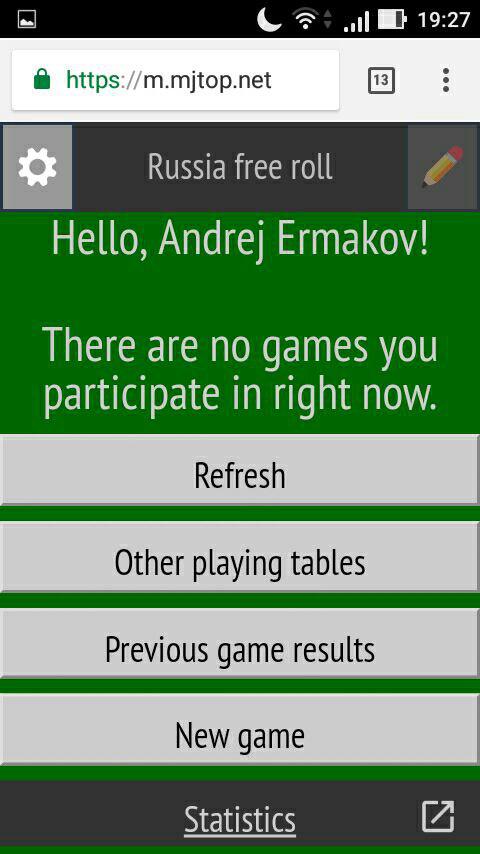 19:27
https://m.mjtop.net
13
Russia free roll
Hello, Andrej Ermakov!
There are no games you
participate in right now.
Refresh
Other playing tables
Previous game results
New game
Statistics